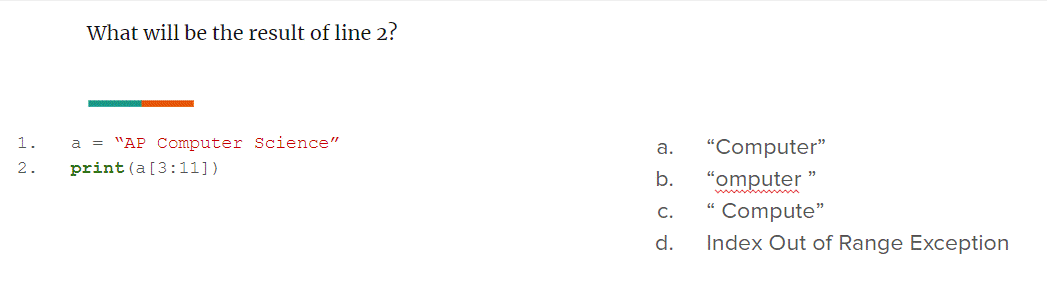 What will be the result of line 2?
1. a = “AP Computer Science”
2. print(a[3:11])
a. “Computer”
b. “omputer ”
c. “ Compute”
d. Index Out of Range Exception